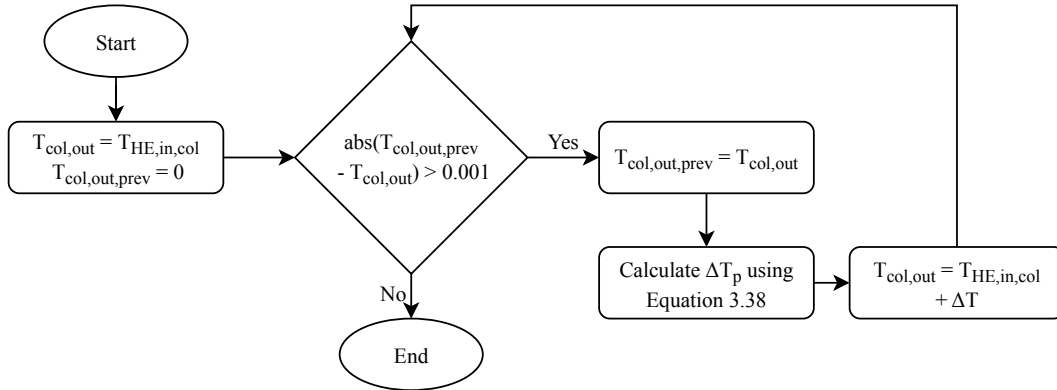 Start
T_col,out = T_HE,in,col
T_col,out,prev = 0
abs(T_col,out,prev
- T_col,out) > 0.001
Yes
T_col,out,prev = T_col,out
Calculate ΔT_p using
Equation 3.38
T_col,out = T_HE,in,col
+ ΔT
No
End